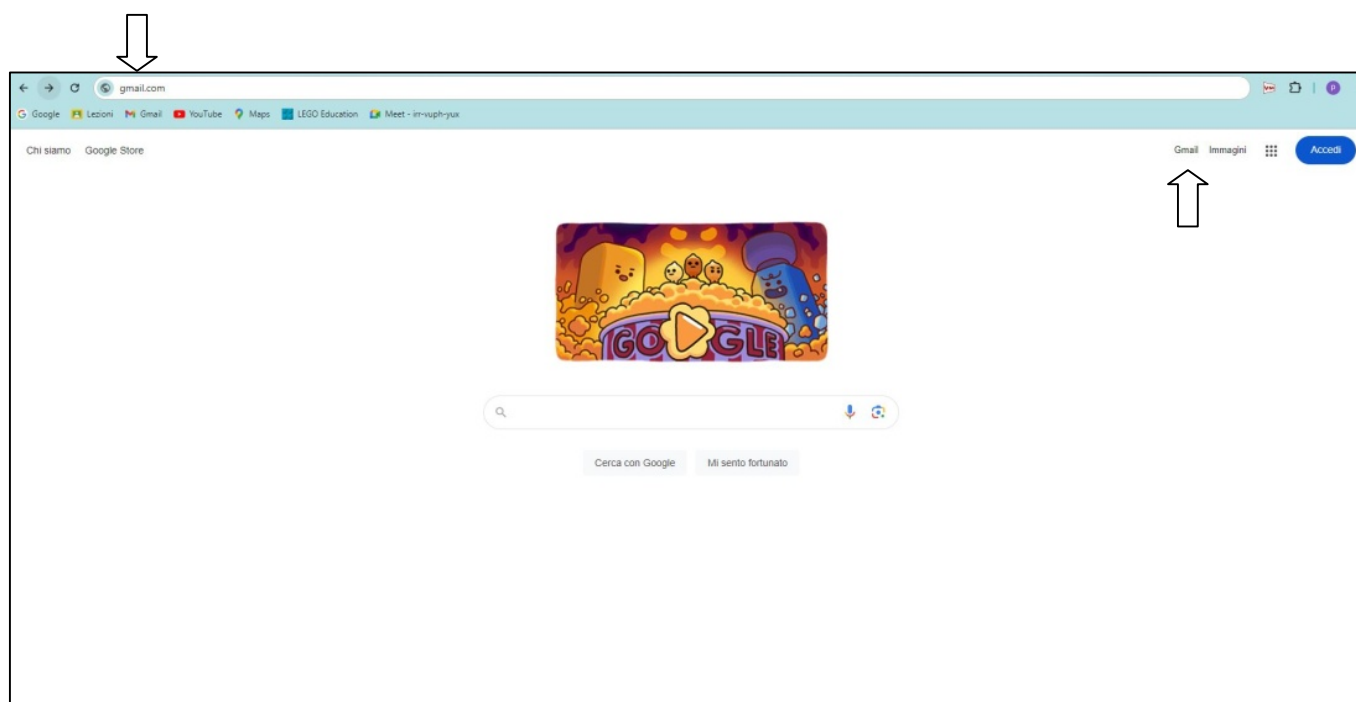 gmail.com
Google Lezioni Gmail YouTube Maps LEGO Education Meet - irr-vuph-yux
Chi siamo Google Store Gmail Immagini Accedi
GOOGLE
Cerca con Google Mi sento fortunato